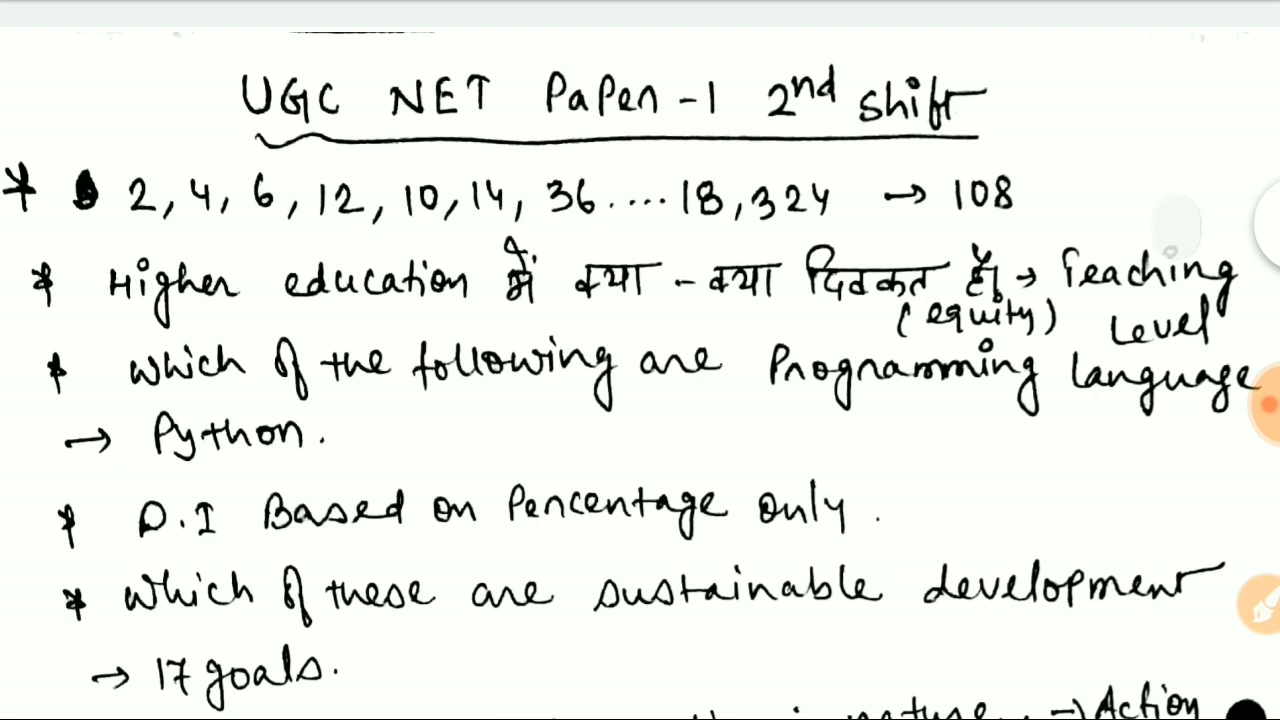 UGC NET Paper-1 2nd shift
* 2, 4, 6, 12, 10, 14, 36.... 18, 324 → 108
* Higher education में क्या - क्या दिक्कत है। → Teaching
(equity) Level
* which of the following are Programming language
→ Python.
* D.I Based on Percentage only.
* which of these are sustainable development
→ 17 goals.
nature → Action